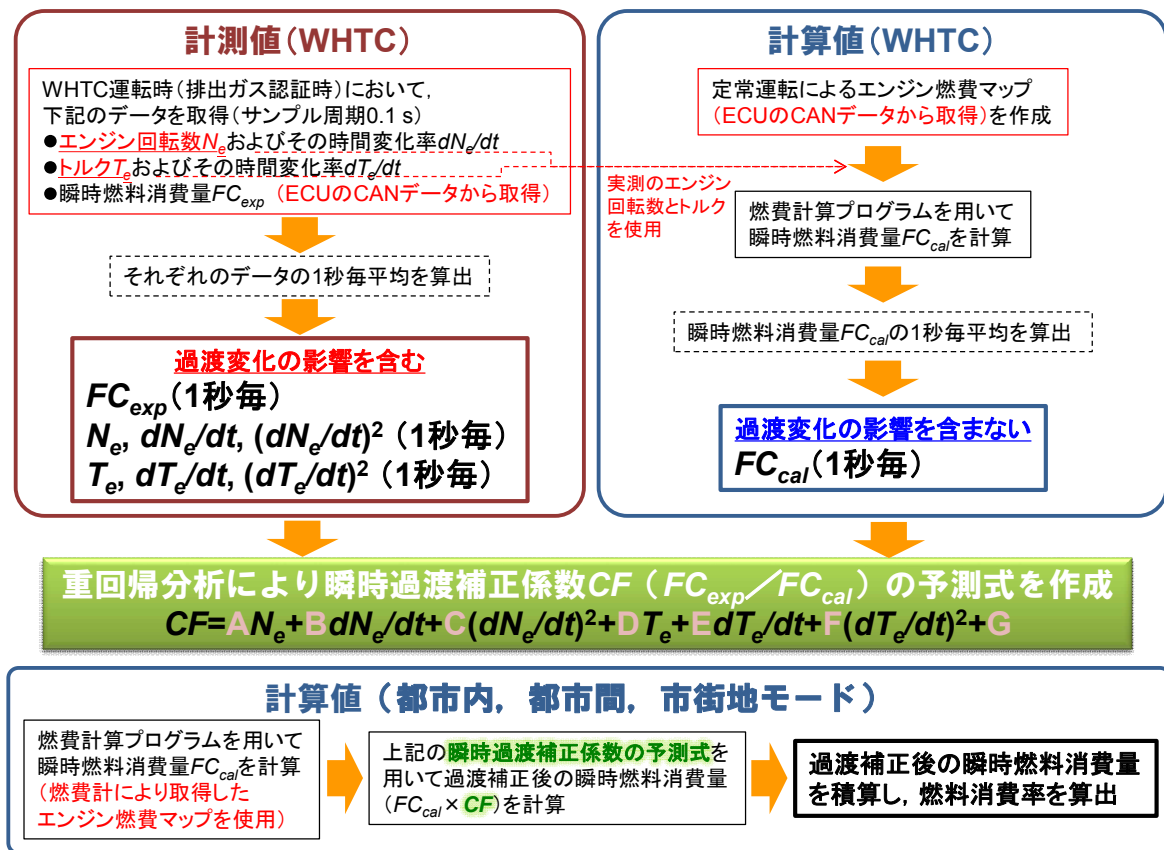 計測値(WHTC)
WHTC運転時(排出ガス認証時)において,
下記のデータを取得(サンプル周期0.1 s)
●エンジン回転数Neおよびその時間変化率dNe/dt
●トルクTeおよびその時間変化率dTe/dt
●瞬時燃料消費量FCexp (ECUのCANデータから取得)
それぞれのデータの1秒毎平均を算出
過渡変化の影響を含む
FCexp(1秒毎)
Ne, dNe/dt, (dNe/dt)2 (1秒毎)
Te, dTe/dt, (dTe/dt)2 (1秒毎)
実測のエンジン
回転数とトルク
を使用
計算値(WHTC)
定常運転によるエンジン燃費マップ
(ECUのCANデータから取得)を作成
燃費計算プログラムを用いて
瞬時燃料消費量FCcalを計算
瞬時燃料消費量FCcalの1秒毎平均を算出
過渡変化の影響を含まない
FCcal(1秒毎)
重回帰分析により瞬時過渡補正係数CF(FCexp/FCcal)の予測式を作成
CF=ANe+BdNe/dt+C(dNe/dt)2+DTe+EdTe/dt+F(dTe/dt)2+G
計算値(都市内,都市間,市街地モード)
燃費計算プログラムを用いて
瞬時燃料消費量FCcalを計算
(燃費計により取得した
エンジン燃費マップを使用)
上記の瞬時過渡補正係数の予測式を
用いて過渡補正後の瞬時燃料消費量
(FCcal×CF)を計算
過渡補正後の瞬時燃料消費量
を積算し,燃料消費率を算出